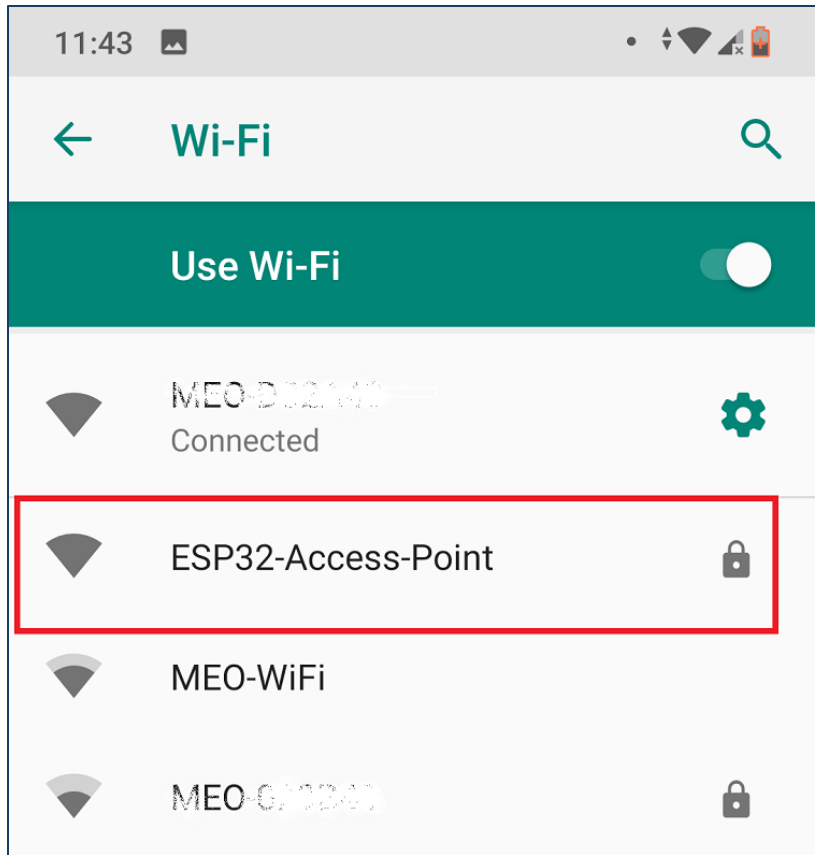 11:43
Wi-Fi
Use Wi-Fi
Connected
ESP32-Access-Point
MEO-WiFi